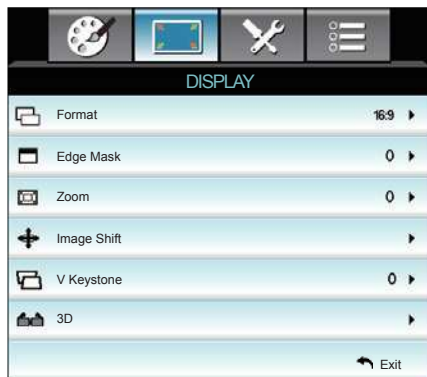 DISPLAY
Format 16:9
Edge Mask 0
Zoom 0
Image Shift
V Keystone 0
3D
Exit